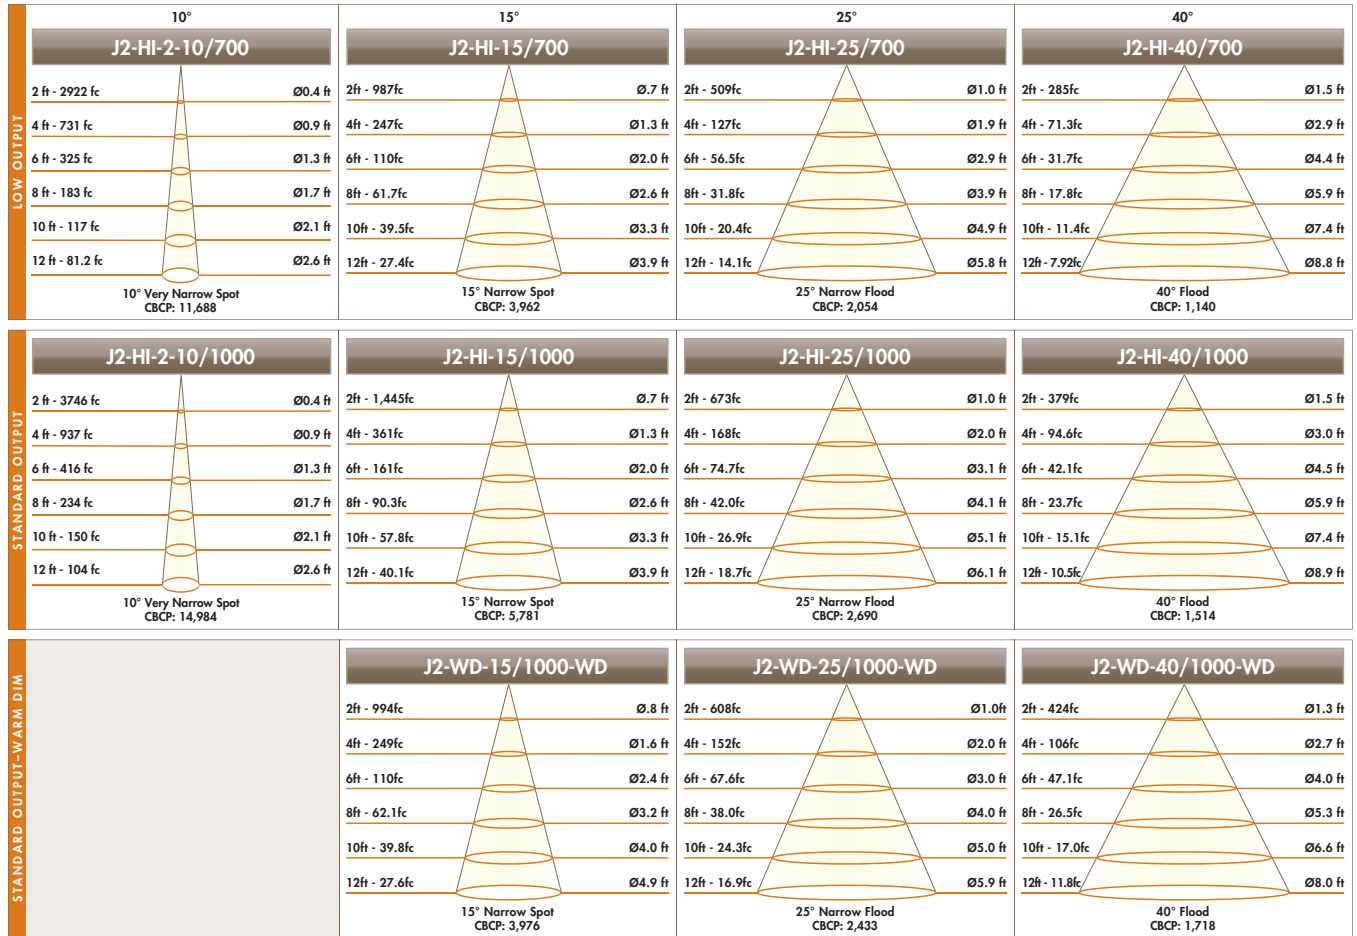 10°
15°
25°
40°
LOW OUTPUT
J2-HI-2-10/700
2 ft - 2922 fc Ø0.4 ft
4 ft - 731 fc Ø0.9 ft
6 ft - 325 fc Ø1.3 ft
8 ft - 183 fc Ø1.7 ft
10 ft - 117 fc Ø2.1 ft
12 ft - 81.2 fc Ø2.6 ft
10° Very Narrow Spot
CBCP: 11,688
J2-HI-15/700
2ft - 987fc Ø.7 ft
4ft - 247fc Ø1.3 ft
6ft - 110fc Ø2.0 ft
8ft - 61.7fc Ø2.6 ft
10ft - 39.5fc Ø3.3 ft
12ft - 27.4fc Ø3.9 ft
15° Narrow Spot
CBCP: 3,962
J2-HI-25/700
2ft - 509fc Ø1.0 ft
4ft - 127fc Ø1.9 ft
6ft - 56.5fc Ø2.9 ft
8ft - 31.8fc Ø3.9 ft
10ft - 20.4fc Ø4.9 ft
12ft - 14.1fc Ø5.8 ft
25° Narrow Flood
CBCP: 2,054
J2-HI-40/700
2ft - 285fc Ø1.5 ft
4ft - 71.3fc Ø2.9 ft
6ft - 31.7fc Ø4.4 ft
8ft - 17.8fc Ø5.9 ft
10ft - 11.4fc Ø7.4 ft
12ft - 7.92fc Ø8.8 ft
40° Flood
CBCP: 1,140
STANDARD OUTPUT
J2-HI-2-10/1000
2 ft - 3746 fc Ø0.4 ft
4 ft - 937 fc Ø0.9 ft
6 ft - 416 fc Ø1.3 ft
8 ft - 234 fc Ø1.7 ft
10 ft - 150 fc Ø2.1 ft
12 ft - 104 fc Ø2.6 ft
10° Very Narrow Spot
CBCP: 14,984
J2-HI-15/1000
2ft - 1,445fc Ø.7 ft
4ft - 361fc Ø1.3 ft
6ft - 161fc Ø2.0 ft
8ft - 90.3fc Ø2.6 ft
10ft - 57.8fc Ø3.3 ft
12ft - 40.1fc Ø3.9 ft
15° Narrow Spot
CBCP: 5,781
J2-HI-25/1000
2ft - 673fc Ø1.0 ft
4ft - 168fc Ø2.0 ft
6ft - 74.7fc Ø3.1 ft
8ft - 42.0fc Ø4.1 ft
10ft - 26.9fc Ø5.1 ft
12ft - 18.7fc Ø6.1 ft
25° Narrow Flood
CBCP: 2,690
J2-HI-40/1000
2ft - 379fc Ø1.5 ft
4ft - 94.6fc Ø3.0 ft
6ft - 42.1fc Ø4.5 ft
8ft - 23.7fc Ø5.9 ft
10ft - 15.1fc Ø7.4 ft
12ft - 10.5fc Ø8.9 ft
40° Flood
CBCP: 1,514
STANDARD OUTPUT–WARM DIM
J2-WD-15/1000-WD
2ft - 994fc Ø.8 ft
4ft - 249fc Ø1.6 ft
6ft - 110fc Ø2.4 ft
8ft - 62.1fc Ø3.2 ft
10ft - 39.8fc Ø4.0 ft
12ft - 27.6fc Ø4.9 ft
15° Narrow Spot
CBCP: 3,976
J2-WD-25/1000-WD
2ft - 608fc Ø1.0ft
4ft - 152fc Ø2.0 ft
6ft - 67.6fc Ø3.0 ft
8ft - 38.0fc Ø4.0 ft
10ft - 24.3fc Ø5.0 ft
12ft - 16.9fc Ø5.9 ft
25° Narrow Flood
CBCP: 2,433
J2-WD-40/1000-WD
2ft - 424fc Ø1.3 ft
4ft - 106fc Ø2.7 ft
6ft - 47.1fc Ø4.0 ft
8ft - 26.5fc Ø5.3 ft
10ft - 17.0fc Ø6.6 ft
12ft - 11.8fc Ø8.0 ft
40° Flood
CBCP: 1,718